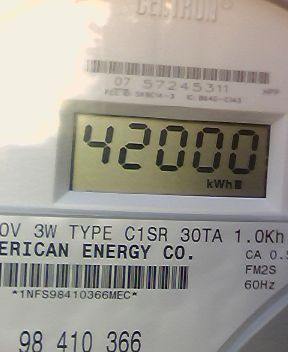 CENTRON®
07 57245311
42000
kWh
0V 3W TYPE C1SR 30TA 1.0Kh
ERICAN ENERGY CO.
CA 0.5
FM2S
60Hz
*1NFS98410366MEC*
98 410 366